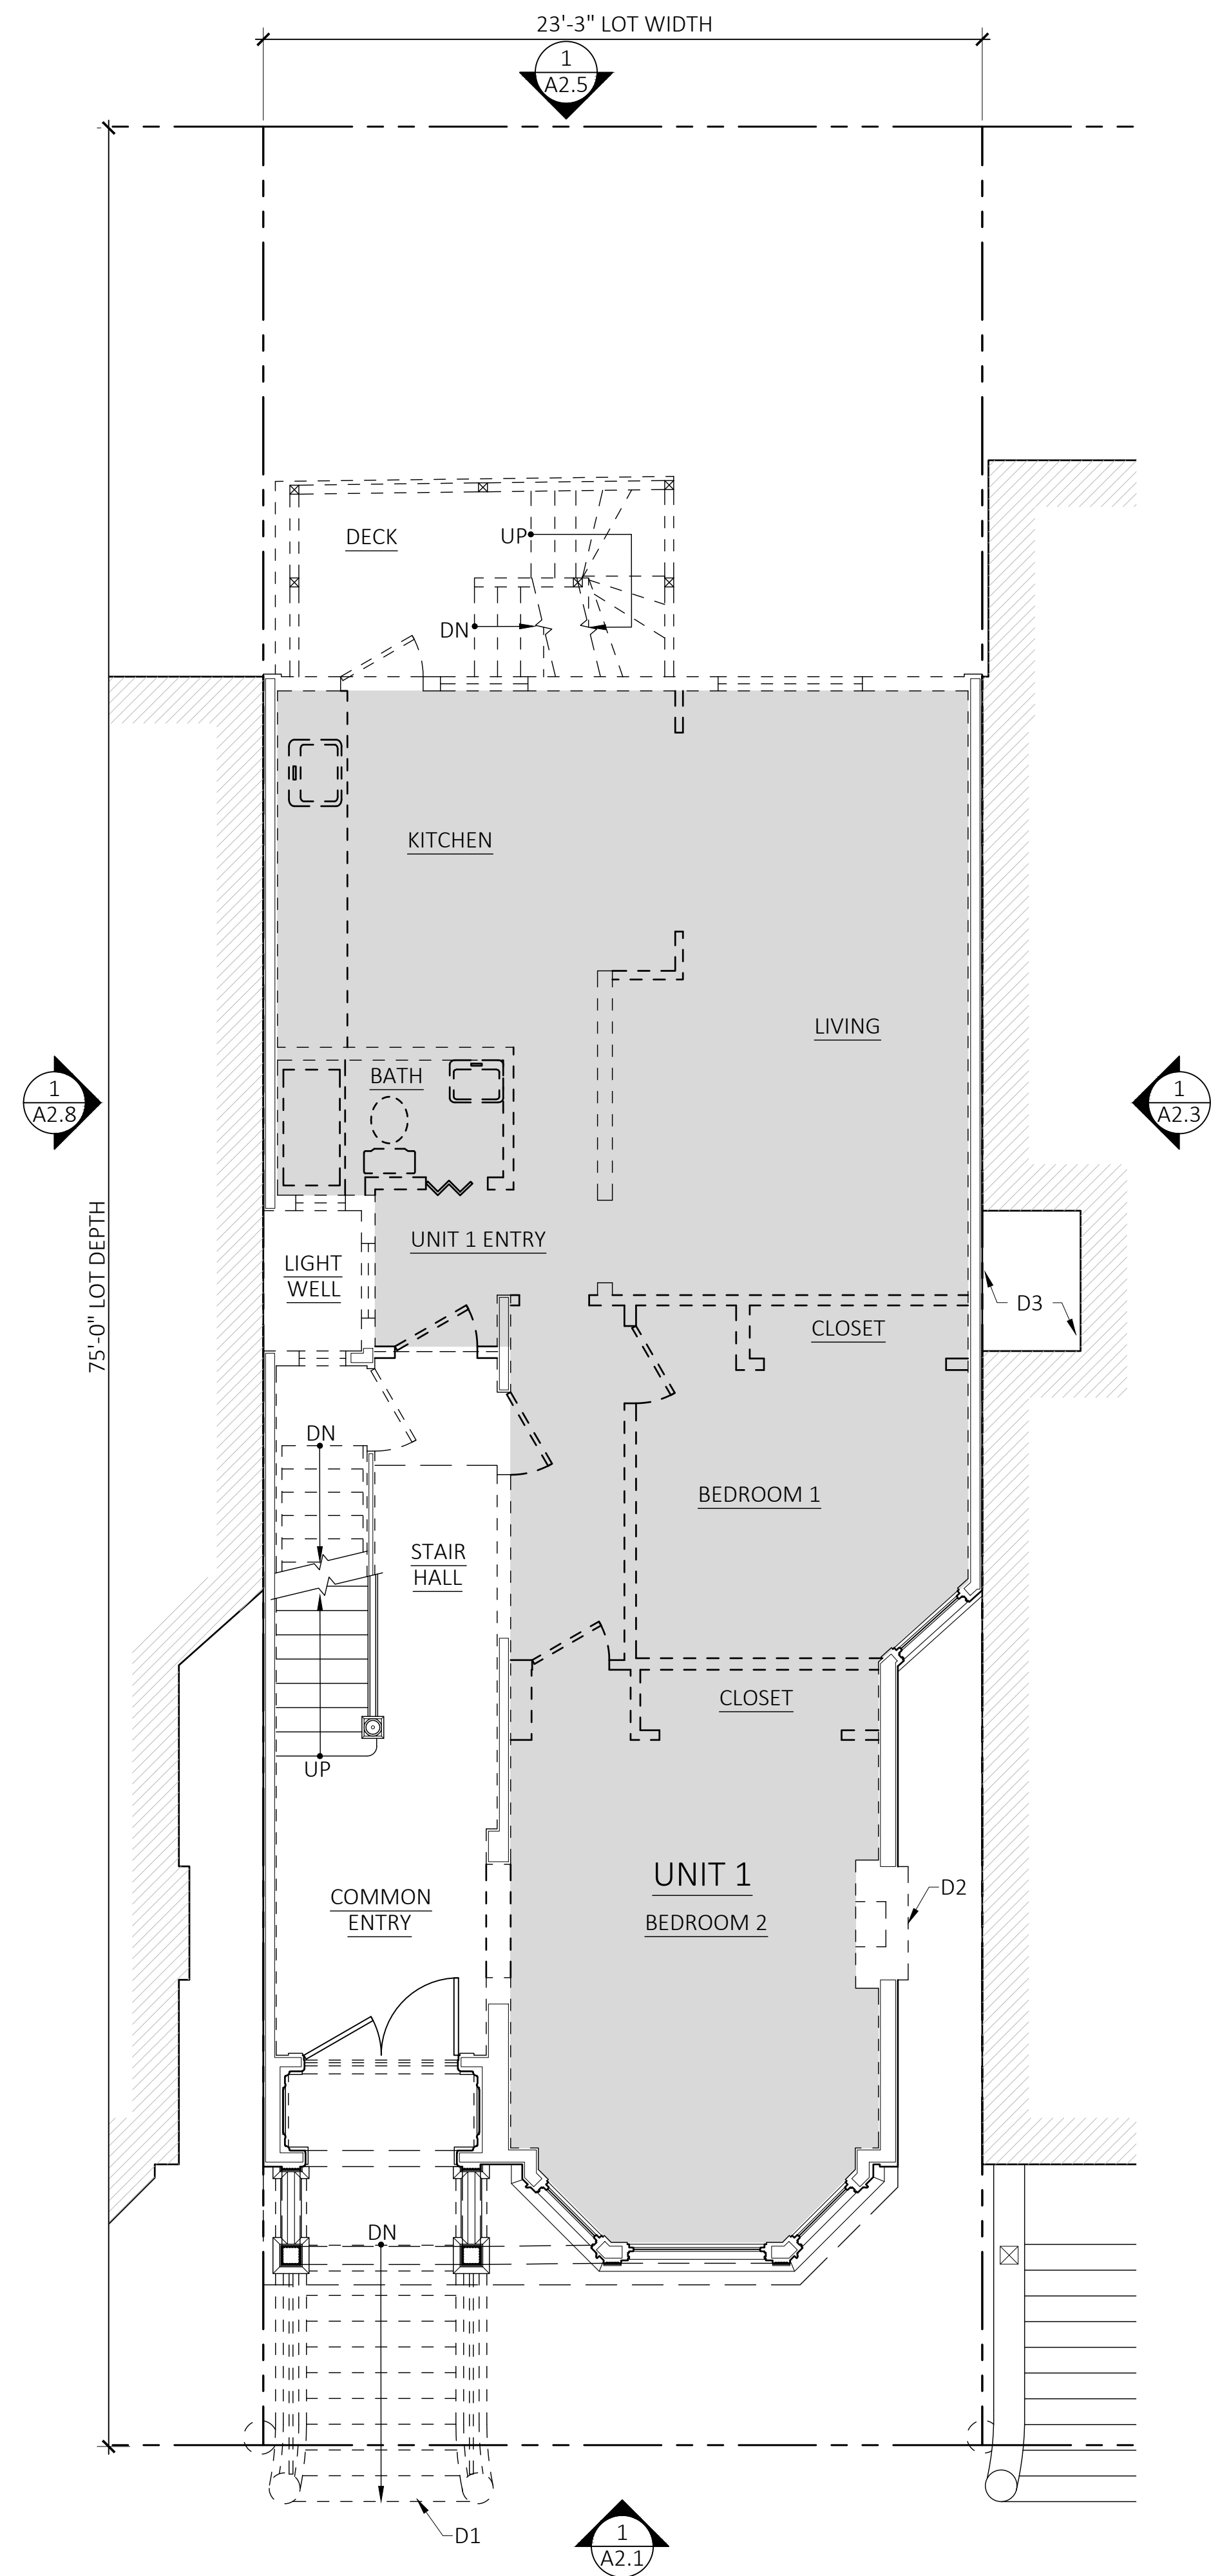 23'-3" LOT WIDTH
1
A2.5
DECK
UP
DN
KITCHEN
LIVING
BATH
1
A2.8
1
A2.3
75'-0" LOT DEPTH
UNIT 1 ENTRY
LIGHT
WELL
D3
CLOSET
DN
BEDROOM 1
STAIR
HALL
CLOSET
UP
UNIT 1
BEDROOM 2
COMMON
ENTRY
D2
DN
D1
1
A2.1